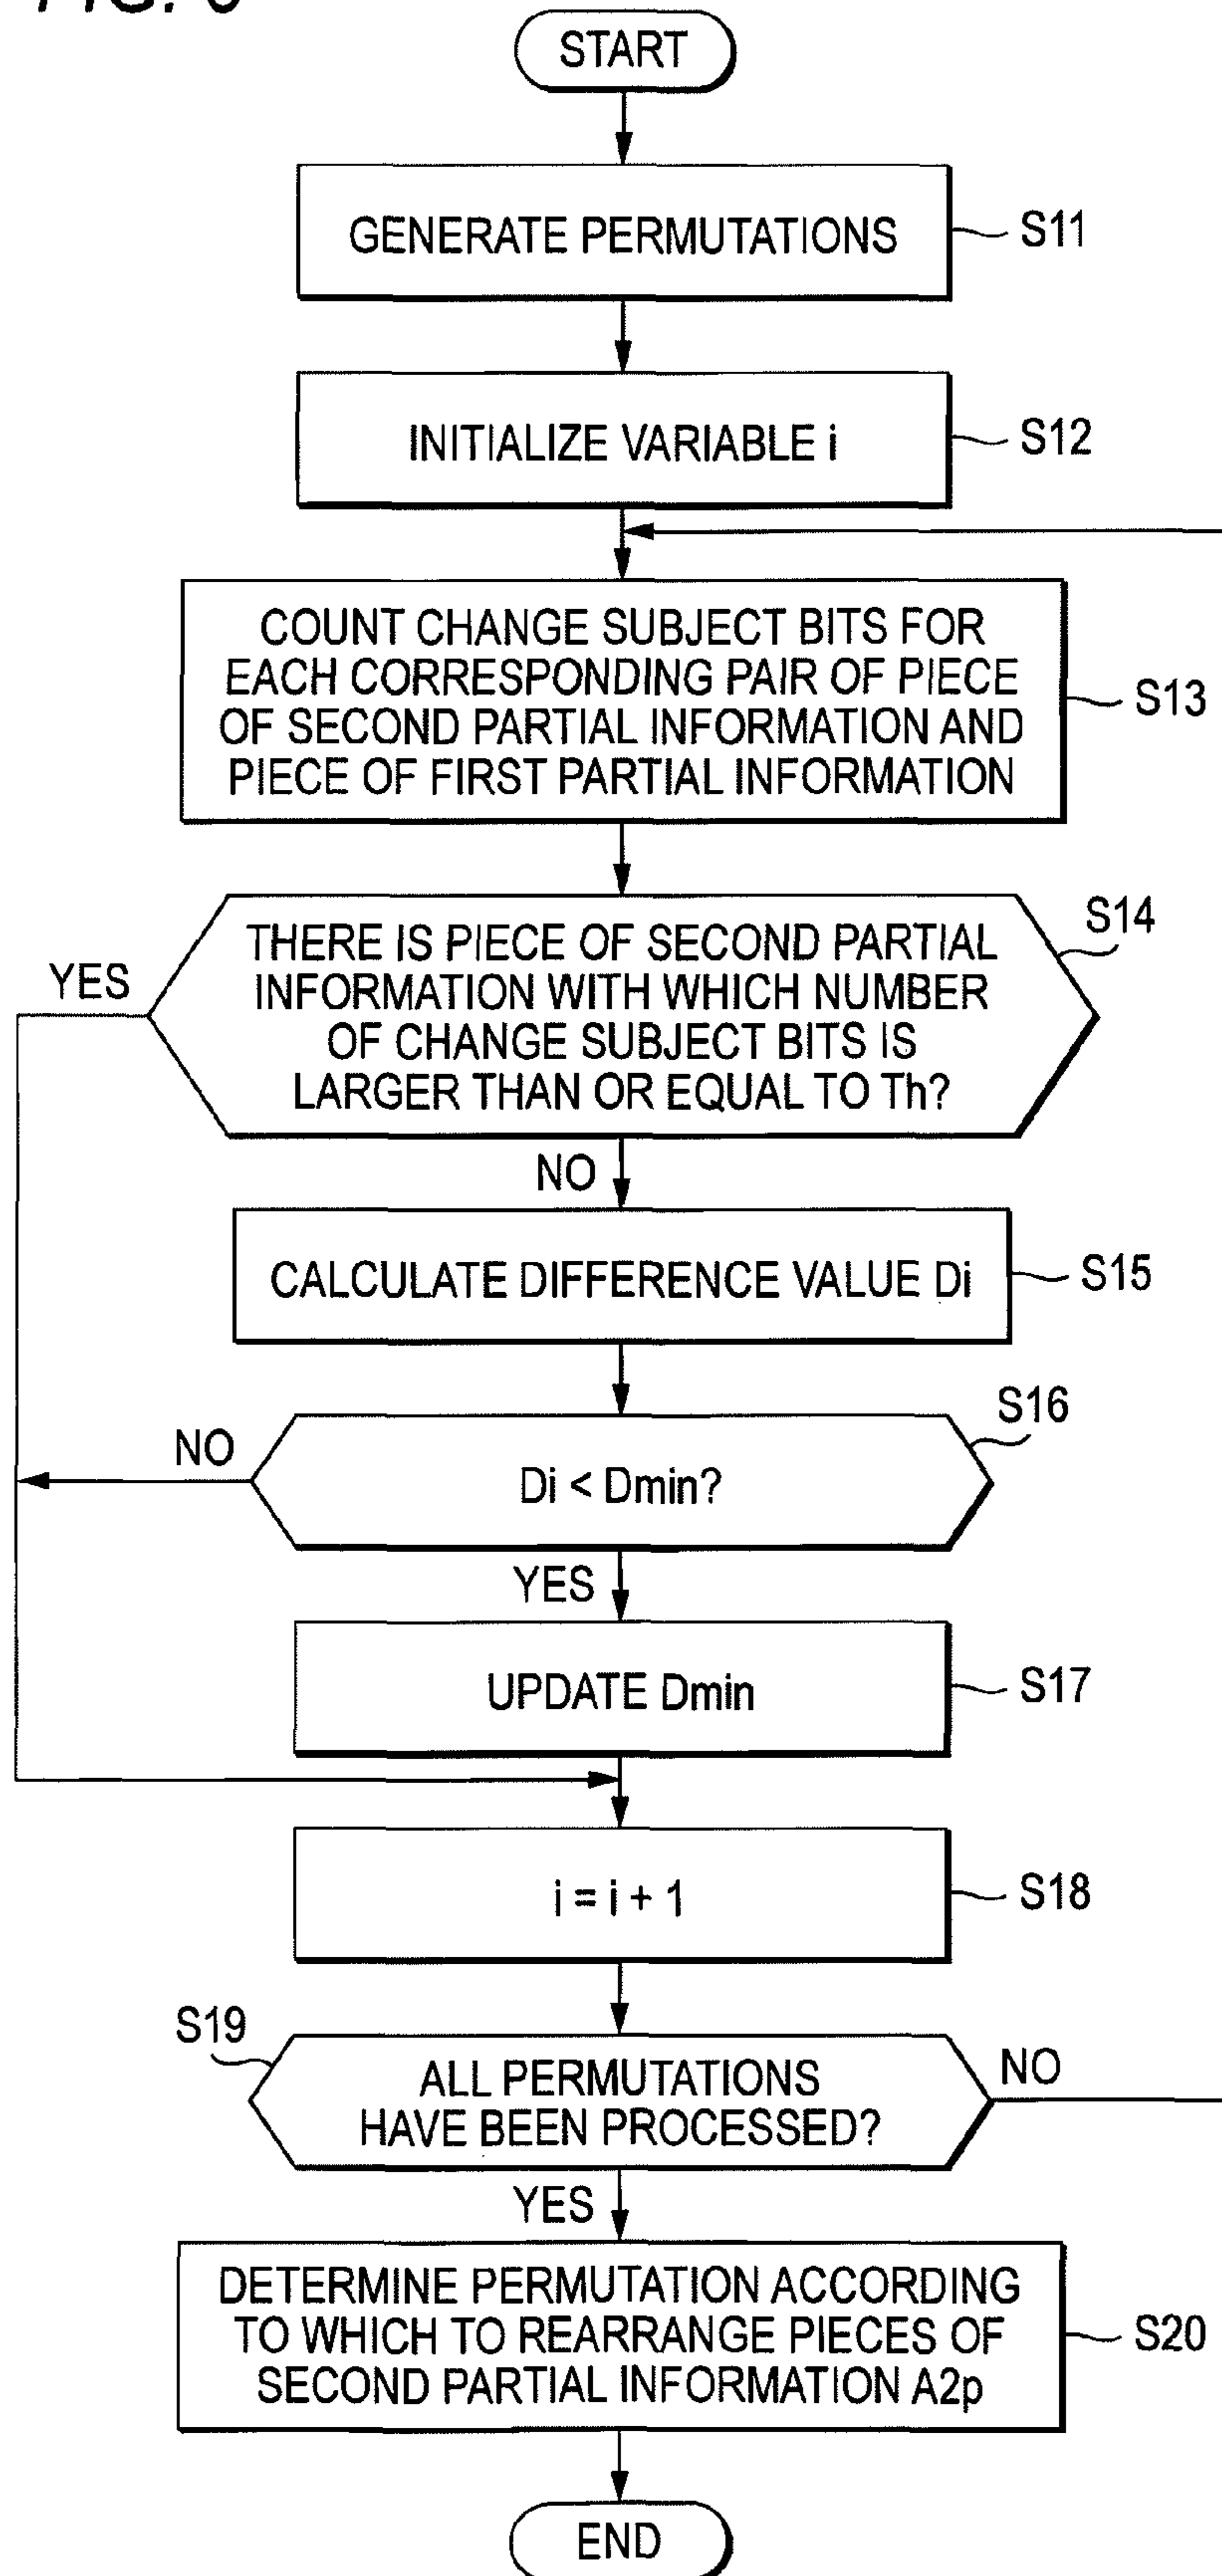 START
GENERATE PERMUTATIONS
S11
INITIALIZE VARIABLE i
S12
COUNT CHANGE SUBJECT BITS FOR
EACH CORRESPONDING PAIR OF PIECE
OF SECOND PARTIAL INFORMATION AND
PIECE OF FIRST PARTIAL INFORMATION
S13
THERE IS PIECE OF SECOND PARTIAL
INFORMATION WITH WHICH NUMBER
OF CHANGE SUBJECT BITS IS
LARGER THAN OR EQUAL TO Th?
S14
YES
NO
CALCULATE DIFFERENCE VALUE Di
S15
Di < Dmin?
S16
NO
YES
UPDATE Dmin
S17
i = i + 1
S18
S19
ALL PERMUTATIONS
HAVE BEEN PROCESSED?
NO
YES
DETERMINE PERMUTATION ACCORDING
TO WHICH TO REARRANGE PIECES OF
SECOND PARTIAL INFORMATION A2p
S20
END